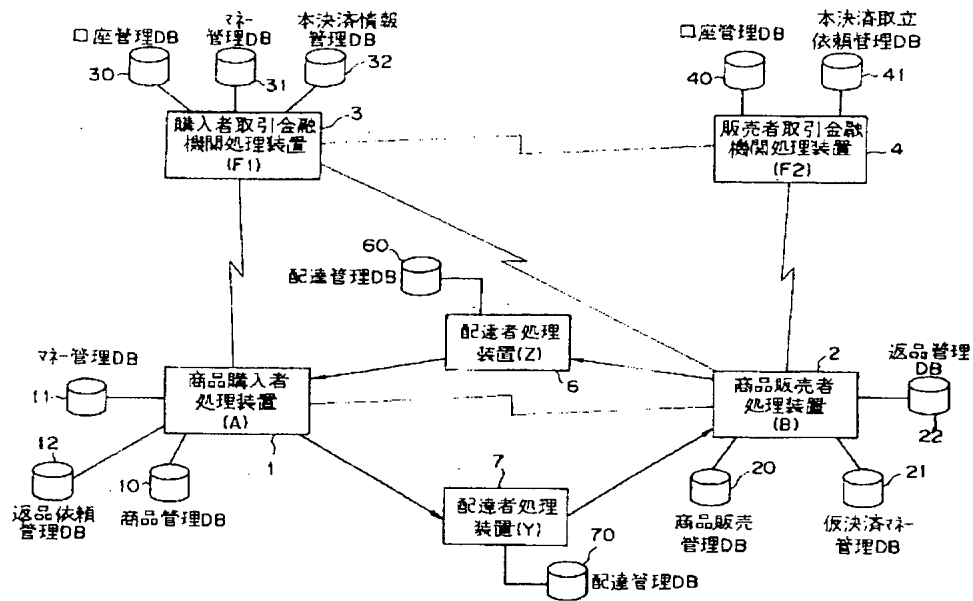 口座管理DB
30
マネー
管理DB
31
本決済情報
管理DB
32
購入者取引金融
機関処理装置
(F1)
3
口座管理DB
40
本決済取立
依頼管理DB
41
販売者取引金融
機関処理装置
(F2)
4
60
配達管理DB
配達者処理
装置(Z)
6
マネー管理DB
11
商品購入者
処理装置
(A)
1
2
商品販売者
処理装置
(B)
返品管理
DB
22
12
返品依頼
管理DB
10
商品管理DB
7
配達者処理
装置(Y)
70
配達管理DB
20
商品販売
管理DB
21
仮決済マネー
管理DB